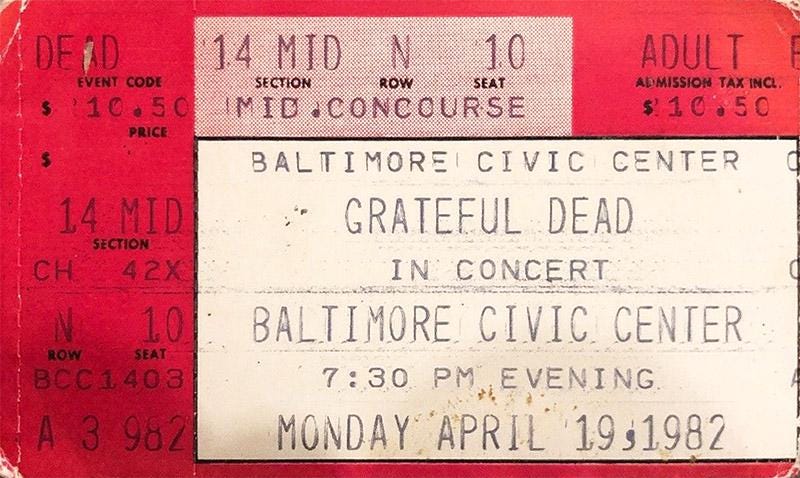 DEAD
EVENT CODE
$ 10.50
PRICE
$
14 MID
SECTION
CH 42X
N 10
ROW SEAT
BCC1403
A 3 982
14 MID N 10
SECTION ROW SEAT
MID.CONCOURSE
ADULT
ADMISSION TAX INCL.
$ 10.50
BALTIMORE CIVIC CENTER
GRATEFUL DEAD
IN CONCERT
BALTIMORE CIVIC CENTER
7:30 PM EVENING
MONDAY APRIL 19,1982